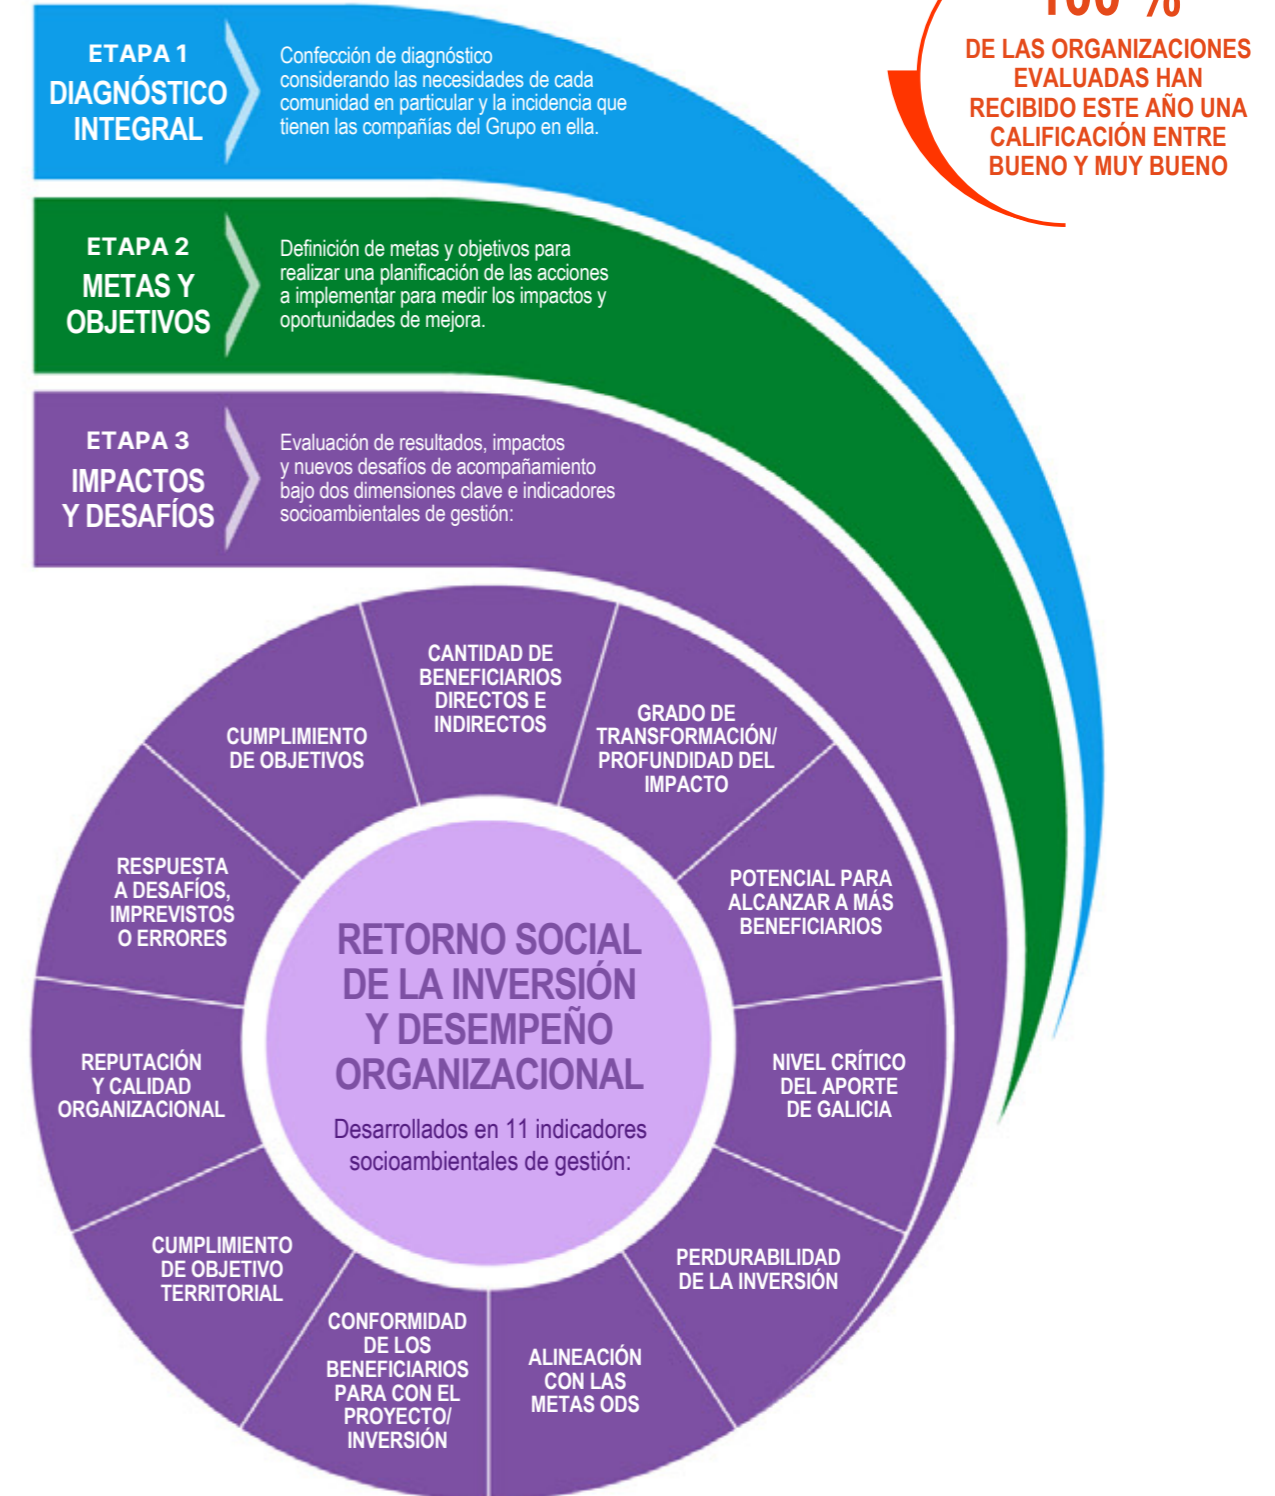 100 %
DE LAS ORGANIZACIONES
EVALUADAS HAN
RECIBIDO ESTE AÑO UNA
CALIFICACIÓN ENTRE
BUENO Y MUY BUENO
ETAPA 1
DIAGNÓSTICO
INTEGRAL
Confección de diagnóstico
considerando las necesidades de cada
comunidad en particular y la incidencia que
tienen las compañías del Grupo en ella.
ETAPA 2
METAS Y
OBJETIVOS
Definición de metas y objetivos para
realizar una planificación de las acciones
a implementar para medir los impactos y
oportunidades de mejora.
ETAPA 3
IMPACTOS
Y DESAFÍOS
Evaluación de resultados, impactos
y nuevos desafíos de acompañamiento
bajo dos dimensiones clave e indicadores
socioambientales de gestión:
CANTIDAD DE
BENEFICIARIOS
DIRECTOS E
INDIRECTOS
GRADO DE
TRANSFORMACIÓN/
PROFUNDIDAD DEL
IMPACTO
POTENCIAL PARA
ALCANZAR A MÁS
BENEFICIARIOS
NIVEL CRÍTICO
DEL APORTE
DE GALICIA
PERDURABILIDAD
DE LA INVERSIÓN
ALINEACIÓN
CON LAS
METAS ODS
CONFORMIDAD
DE LOS
BENEFICIARIOS
PARA CON EL
PROYECTO/
INVERSIÓN
CUMPLIMIENTO
DE OBJETIVO
TERRITORIAL
REPUTACIÓN
Y CALIDAD
ORGANIZACIONAL
RESPUESTA
A DESAFÍOS,
IMPREVISTOS
O ERRORES
CUMPLIMIENTO
DE OBJETIVOS
RETORNO SOCIAL
DE LA INVERSIÓN
Y DESEMPEÑO
ORGANIZACIONAL
Desarrollados en 11 indicadores
socioambientales de gestión: